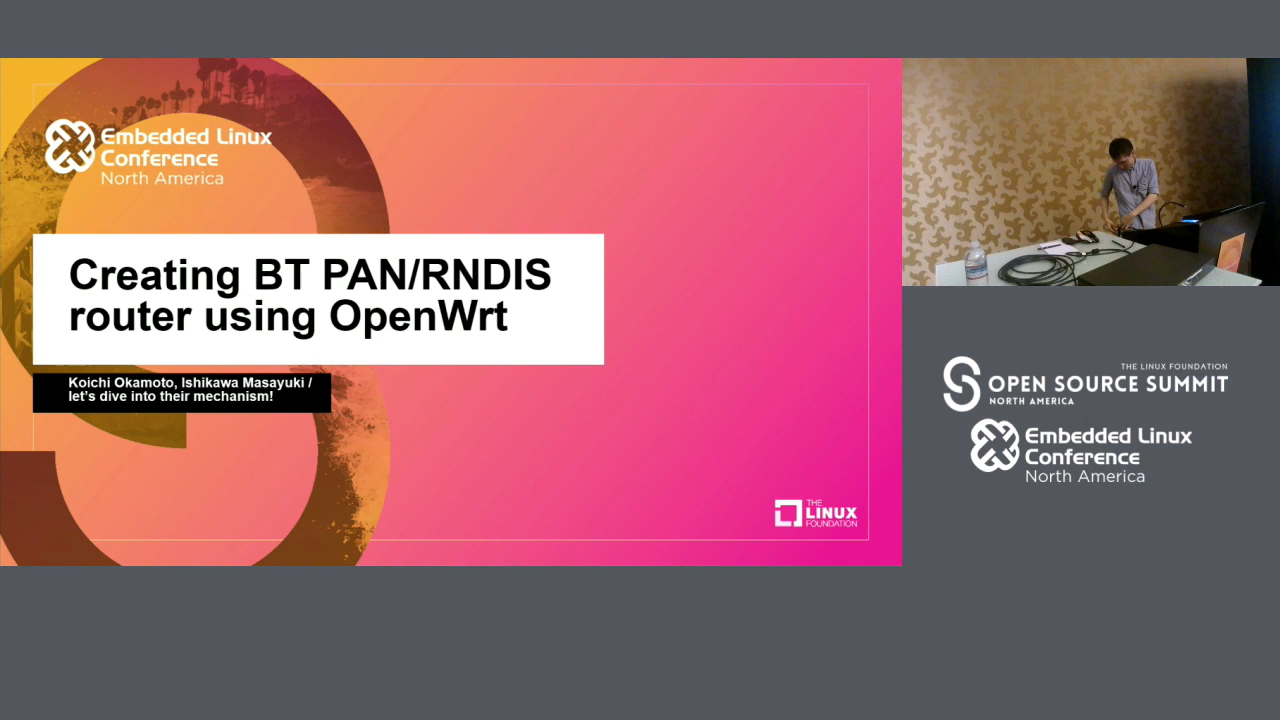 Embedded Linux
Conference
North America
Creating BT PAN/RNDIS
router using OpenWrt
Koichi Okamoto, Ishikawa Masayuki /
let's dive into their mechanism!
THE
LINUX
FOUNDATION
THE LINUX FOUNDATION
OPEN SOURCE SUMMIT
NORTH AMERICA
Embedded Linux
Conference
North America